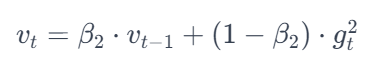 v_t = β_2 · v_{t−1} + (1 − β_2) · g_t^2